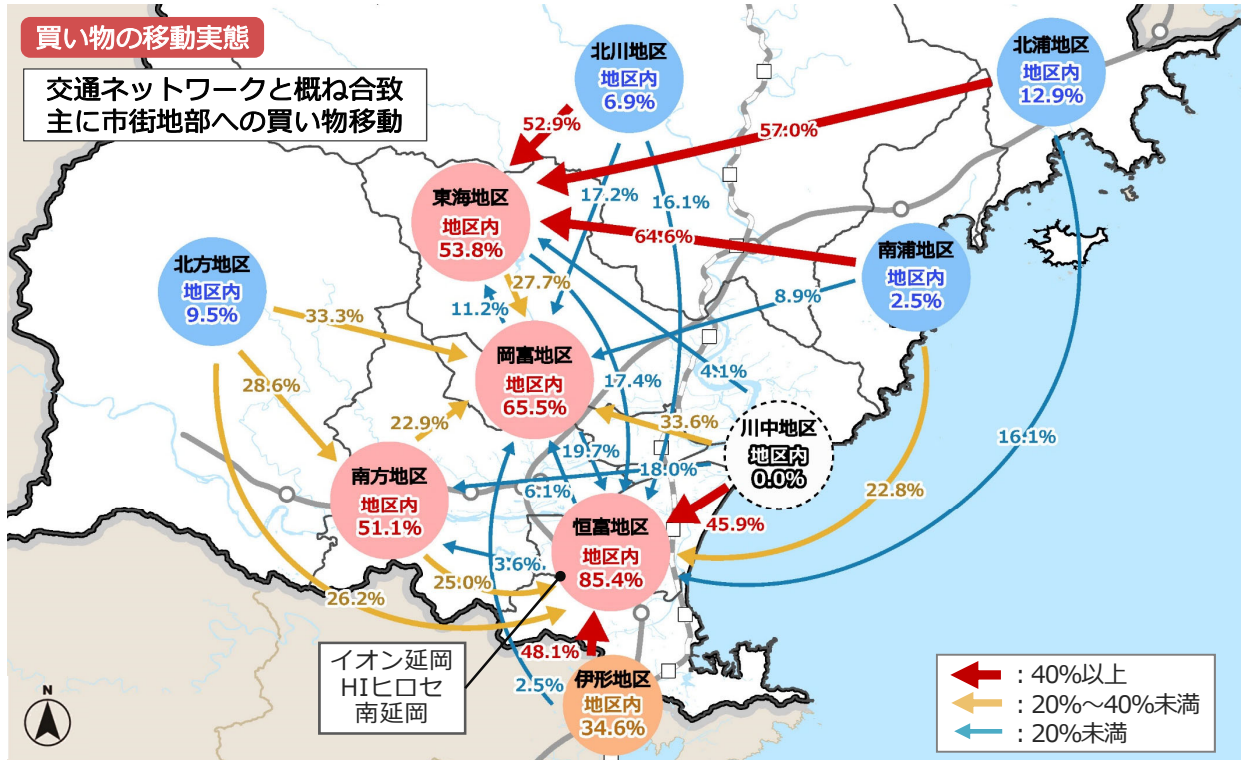 買い物の移動実態
交通ネットワークと概ね合致
主に市街地部への買い物移動
北川地区
地区内
6.9%
北浦地区
地区内
12.9%
52.9%
57.0%
東海地区
地区内
53.8%
17.2%
16.1%
64.6%
南浦地区
地区内
2.5%
北方地区
地区内
9.5%
27.7%
11.2%
8.9%
33.3%
岡富地区
地区内
65.5%
28.6%
22.9%
17.4%
4.1%
33.6%
川中地区
地区内
0.0%
16.1%
19.7%
18.0%
南方地区
地区内
51.1%
6.1%
22.8%
45.9%
恒富地区
地区内
85.4%
3.6%
25.0%
26.2%
イオン延岡
HIヒロセ
南延岡
48.1%
2.5%
伊形地区
地区内
34.6%
N
：40%以上
：20%～40%未満
：20%未満